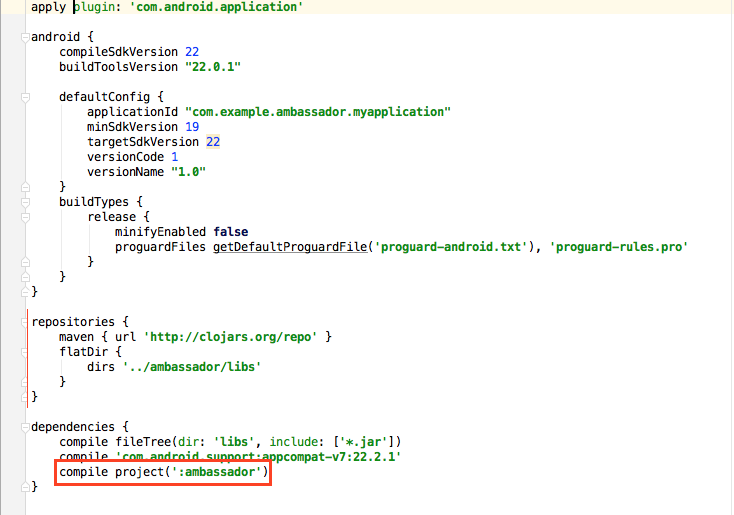 apply plugin: 'com.android.application'
android {
compileSdkVersion 22
buildToolsVersion "22.0.1"
defaultConfig {
applicationId "com.example.ambassador.myapplication"
minSdkVersion 19
targetSdkVersion 22
versionCode 1
versionName "1.0"
}
buildTypes {
release {
minifyEnabled false
proguardFiles getDefaultProguardFile('proguard-android.txt'), 'proguard-rules.pro'
}
}
}
repositories {
maven { url 'http://clojars.org/repo' }
flatDir {
dirs '../ambassador/libs'
}
}
dependencies {
compile fileTree(dir: 'libs', include: ['*.jar'])
compile 'com.android.support:appcompat-v7:22.2.1'
compile project(':ambassador')
}